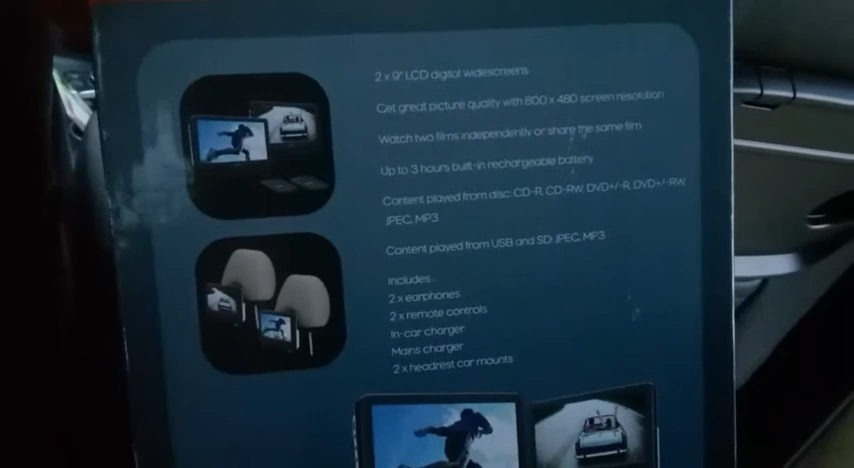 2 x 9" LCD digital widescreens
Get great picture quality with 800 x 480 screen resolution
Watch two films independently or share the same film
Up to 3 hours built-in rechargeable battery
Content played from disc: CD-R, CD-RW, DVD+/-R, DVD+/-RW
JPEG, MP3
Content played from USB and SD: JPEG, MP3
Includes:
2 x earphones
2 x remote controls
In-car charger
Mains charger
2 x headrest car mounts